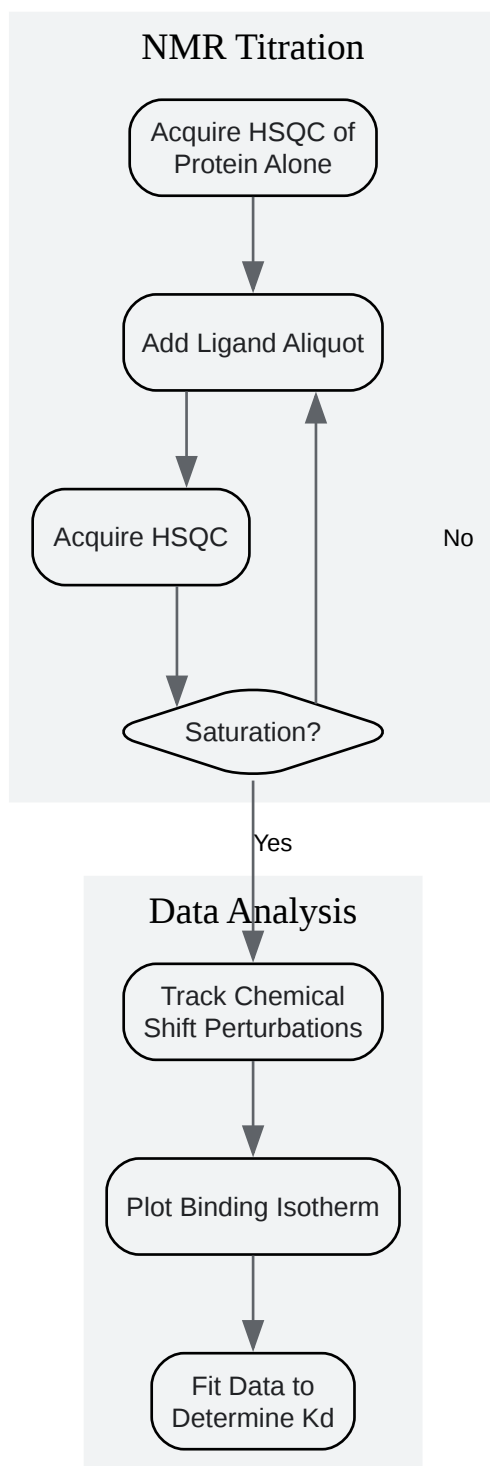 NMR Titration
Acquire HSQC of
Protein Alone
Add Ligand Aliquot
Acquire HSQC
No
Saturation?
Yes
Data Analysis
Track Chemical
Shift Perturbations
Plot Binding Isotherm
Fit Data to
Determine Kd